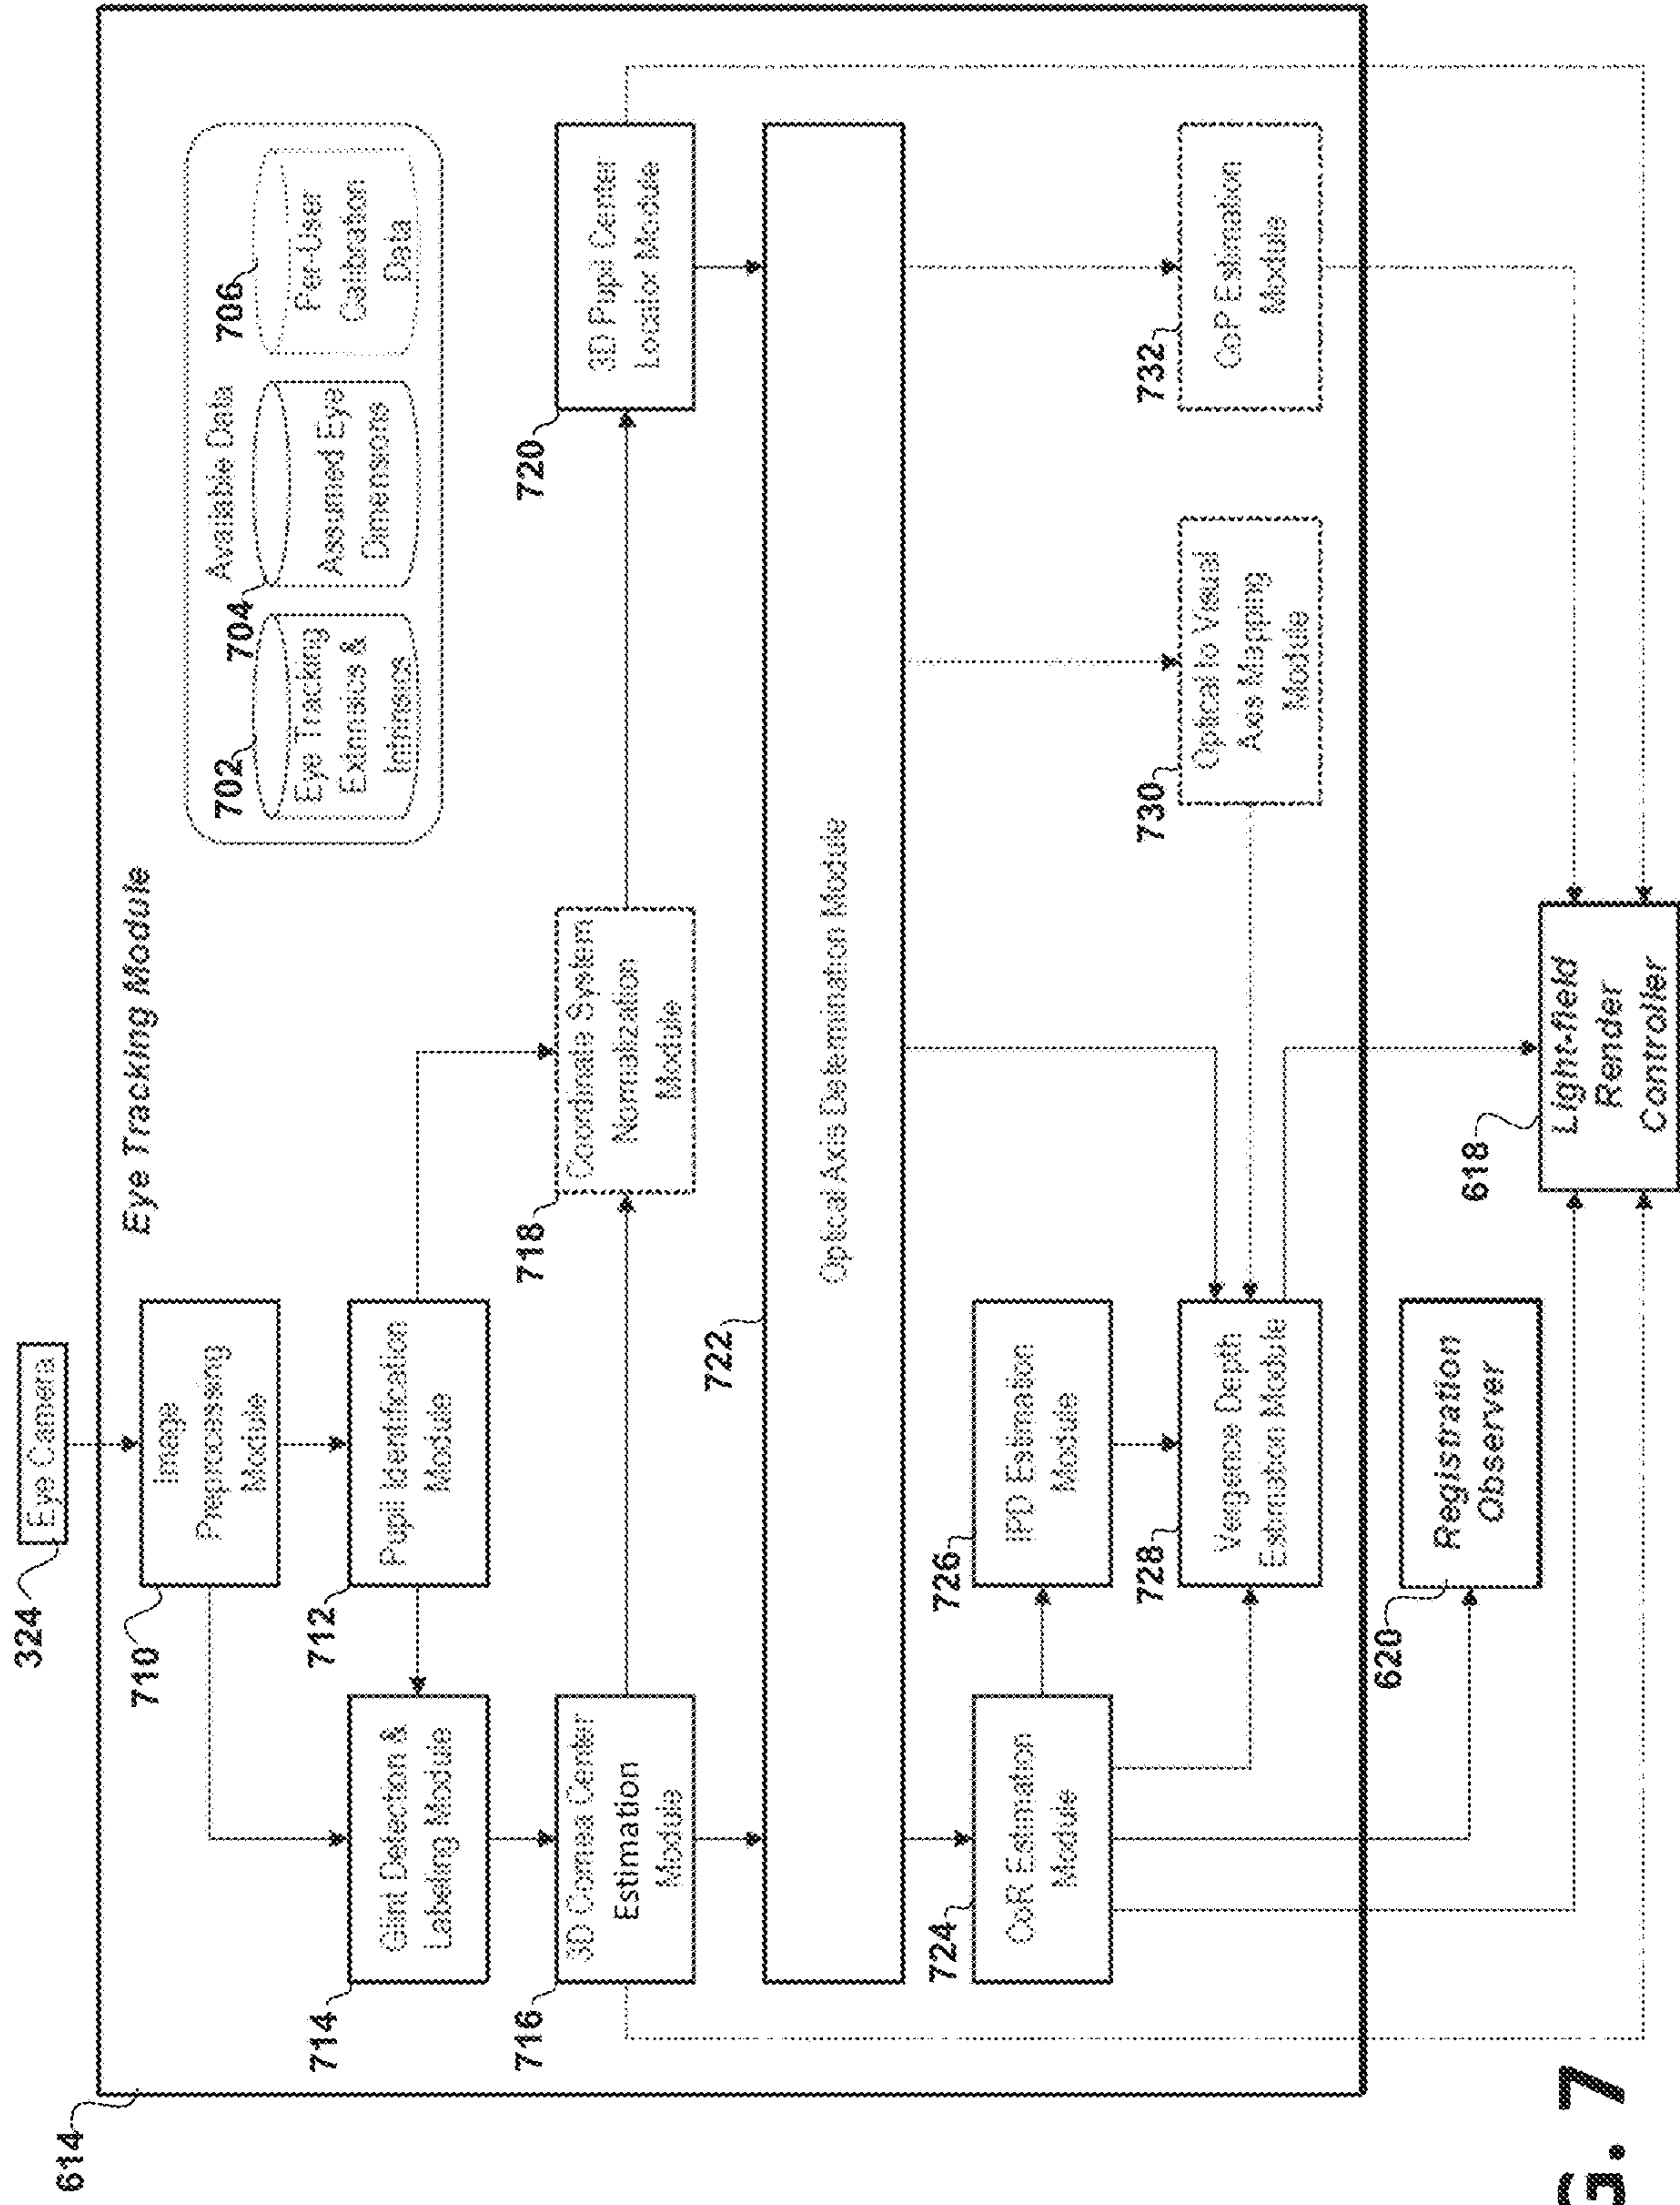 614
324
Eye Camera
Eye Tracking Module
710
Image
Preprocessing
Module
Available Data
702
Eye Tracking
Extrinsics &
Intrinsics
704
Assumed Eye
Dimensions
706
Per-User
Calibration
Data
714
Glint Detection &
Labeling Module
712
Pupil Identification
Module
716
3D Cornea Center
Estimation
Module
718
Coordinate System
Normalization
Module
720
3D Pupil Center
Locator Module
722
Optical Axis Determination Module
724
CoR Estimation
Module
726
IPD Estimation
Module
728
Vergence Depth
Estimation Module
730
Optical to Visual
Axis Mapping
Module
732
CoP Estimation
Module
620
Registration
Observer
618
Light-field
Render
Controller
G. 7